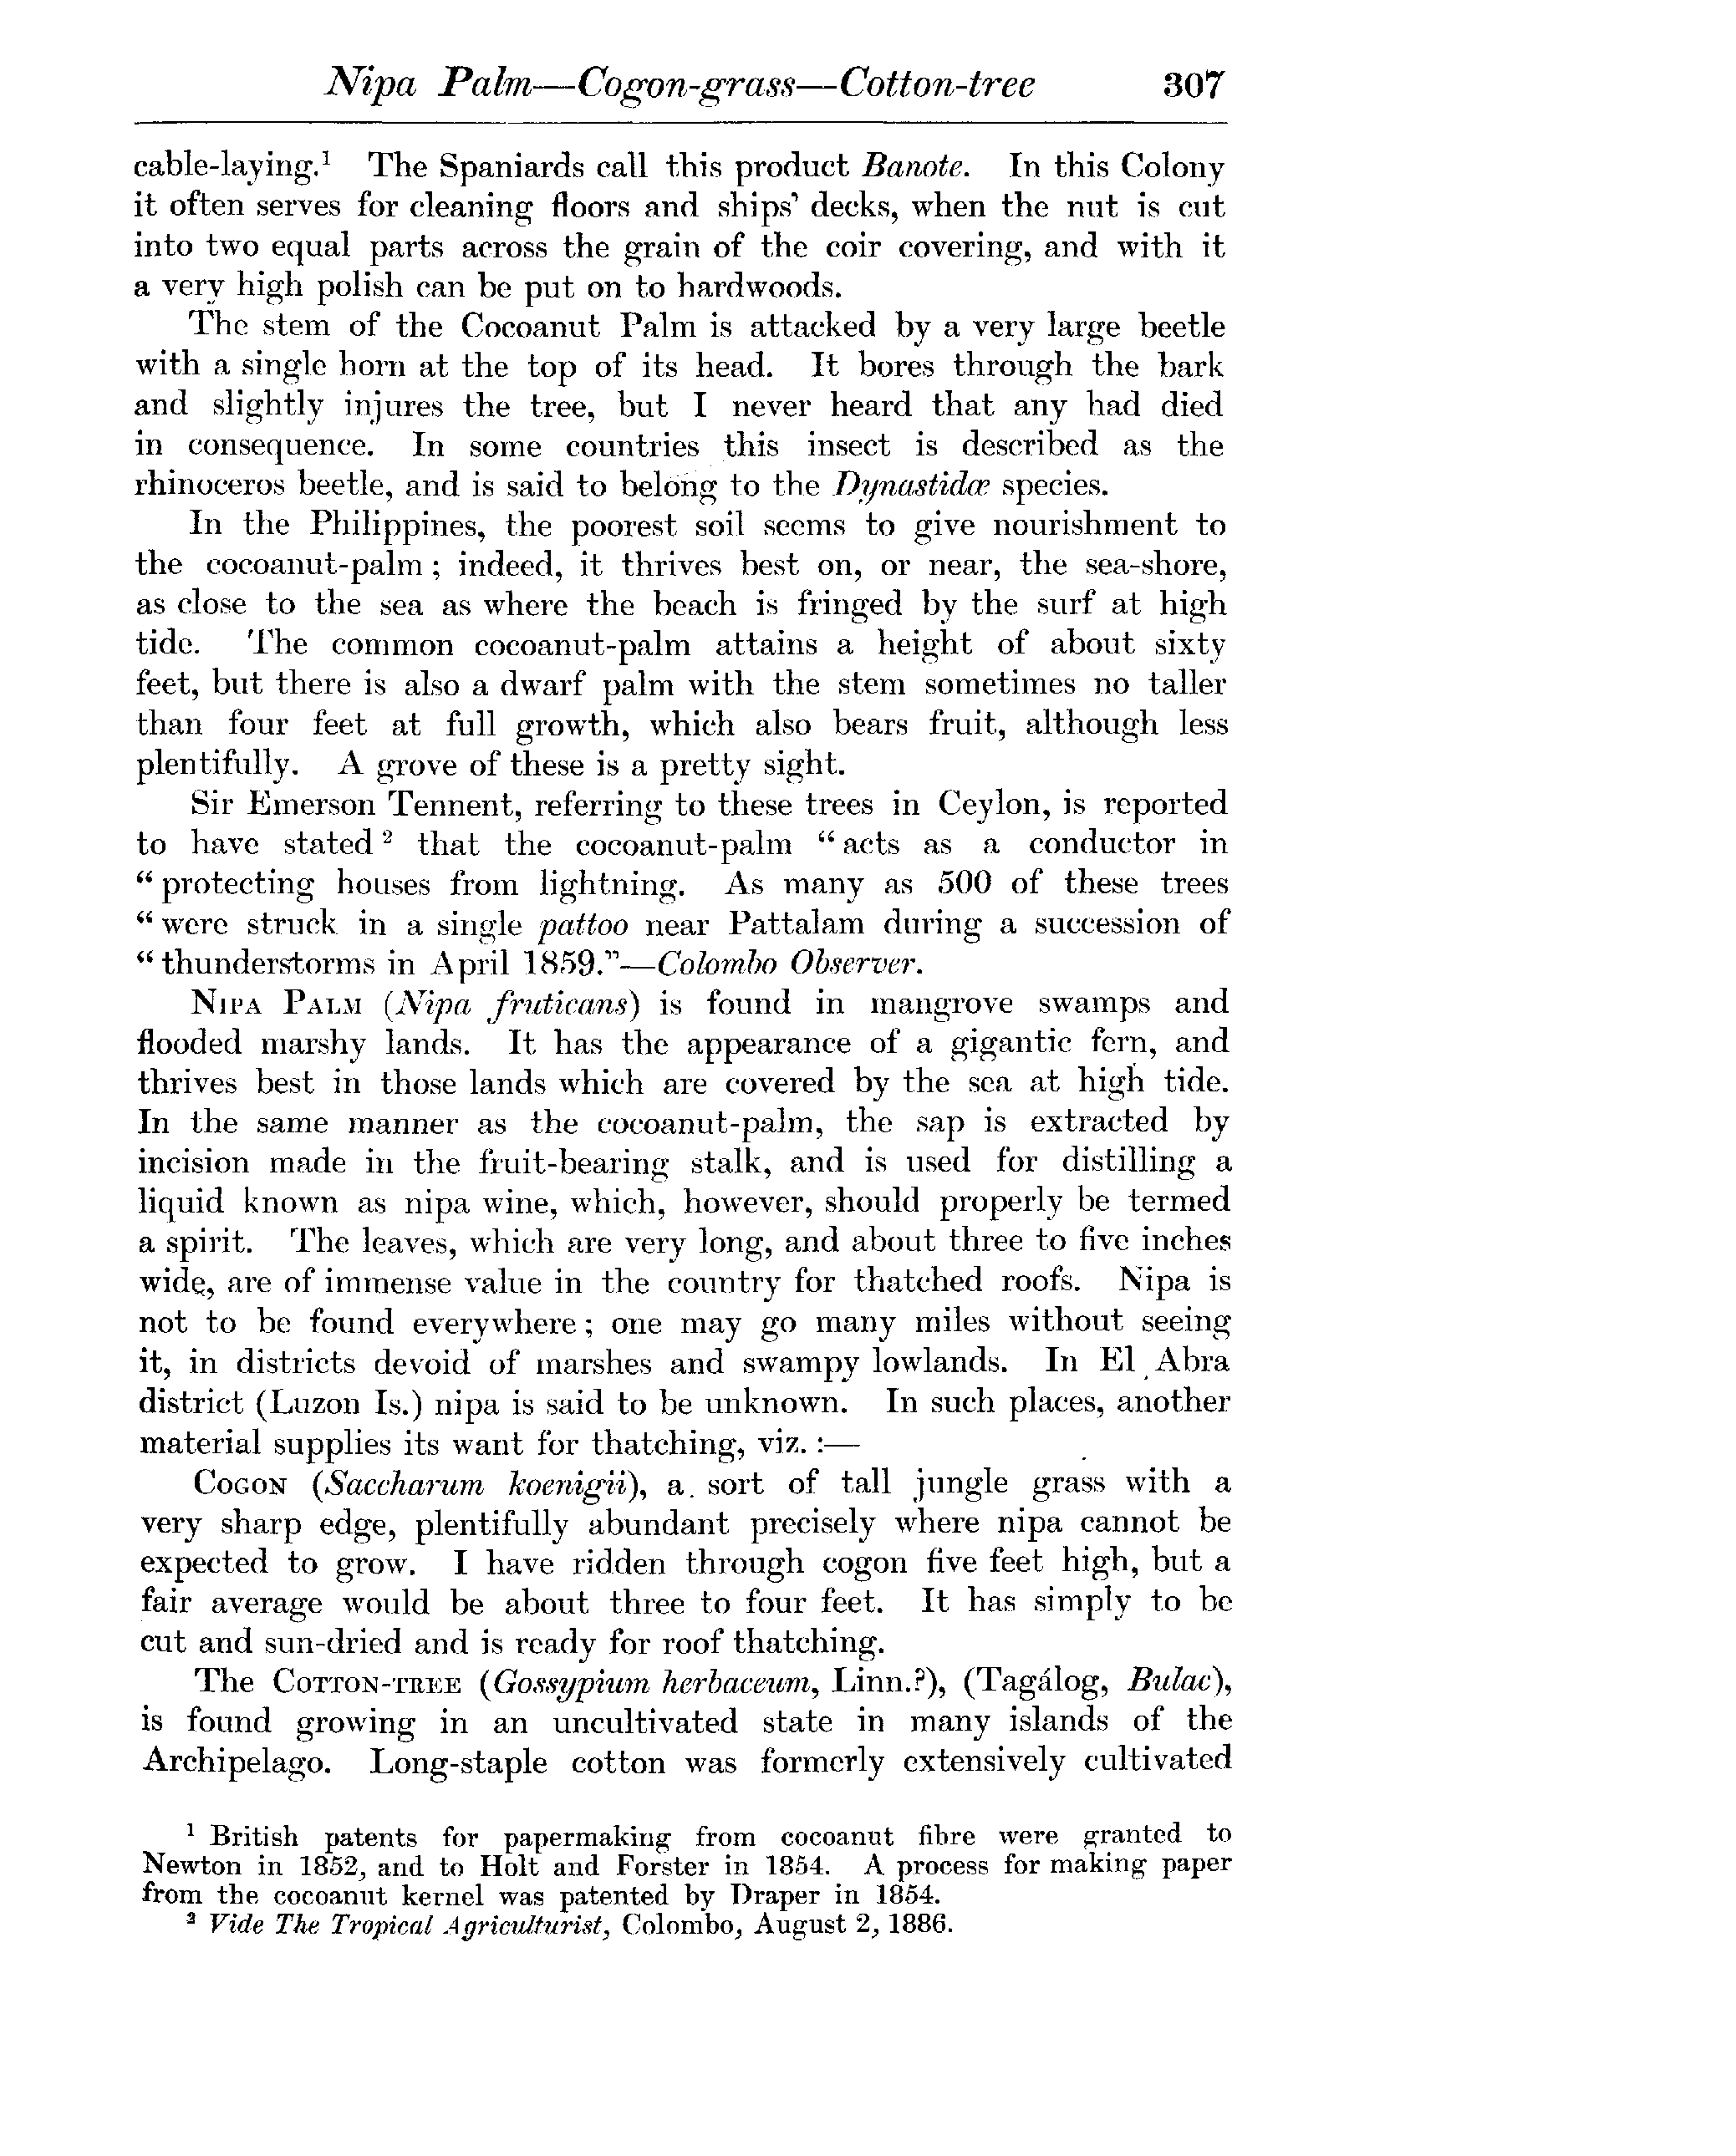 Nipa Palm—Cogon-grass—Cotton-tree 307
cable-laying.¹ The Spaniards call this product Banote. In this Colony
it often serves for cleaning floors and ships' decks, when the nut is cut
into two equal parts across the grain of the coir covering, and with it
a very high polish can be put on to hardwoods.
The stem of the Cocoanut Palm is attacked by a very large beetle
with a single horn at the top of its head. It bores through the bark
and slightly injures the tree, but I never heard that any had died
in consequence. In some countries this insect is described as the
rhinoceros beetle, and is said to belong to the Dynastidæ species.
In the Philippines, the poorest soil seems to give nourishment to
the cocoanut-palm; indeed, it thrives best on, or near, the sea-shore,
as close to the sea as where the beach is fringed by the surf at high
tide. The common cocoanut-palm attains a height of about sixty
feet, but there is also a dwarf palm with the stem sometimes no taller
than four feet at full growth, which also bears fruit, although less
plentifully. A grove of these is a pretty sight.
Sir Emerson Tennent, referring to these trees in Ceylon, is reported
to have stated ² that the cocoanut-palm "acts as a conductor in
"protecting houses from lightning. As many as 500 of these trees
"were struck in a single pattoo near Pattalam during a succession of
"thunderstorms in April 1859."—Colombo Observer.
NIPA PALM (Nipa fruticans) is found in mangrove swamps and
flooded marshy lands. It has the appearance of a gigantic fern, and
thrives best in those lands which are covered by the sea at high tide.
In the same manner as the cocoanut-palm, the sap is extracted by
incision made in the fruit-bearing stalk, and is used for distilling a
liquid known as nipa wine, which, however, should properly be termed
a spirit. The leaves, which are very long, and about three to five inches
wide, are of immense value in the country for thatched roofs. Nipa is
not to be found everywhere; one may go many miles without seeing
it, in districts devoid of marshes and swampy lowlands. In El Abra
district (Luzon Is.) nipa is said to be unknown. In such places, another
material supplies its want for thatching, viz. :—
COGON (Saccharum koenigii), a sort of tall jungle grass with a
very sharp edge, plentifully abundant precisely where nipa cannot be
expected to grow. I have ridden through cogon five feet high, but a
fair average would be about three to four feet. It has simply to be
cut and sun-dried and is ready for roof thatching.
The COTTON-TREE (Gossypium herbaceum, Linn.?), (Tagálog, Bulac),
is found growing in an uncultivated state in many islands of the
Archipelago. Long-staple cotton was formerly extensively cultivated
¹ British patents for papermaking from cocoanut fibre were granted to
Newton in 1852, and to Holt and Forster in 1854. A process for making paper
from the cocoanut kernel was patented by Draper in 1854.
² Vide The Tropical Agriculturist, Colombo, August 2, 1886.